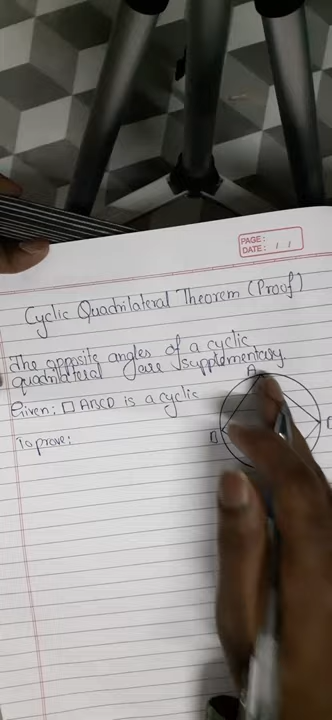 PAGE:
DATE: / /
Cyclic Quadrilateral Theorem (Proof)
The opposite angles of a cyclic
quadrilateral are supplementary.
Given: □ ABCD is a cyclic
To prove:
A
B